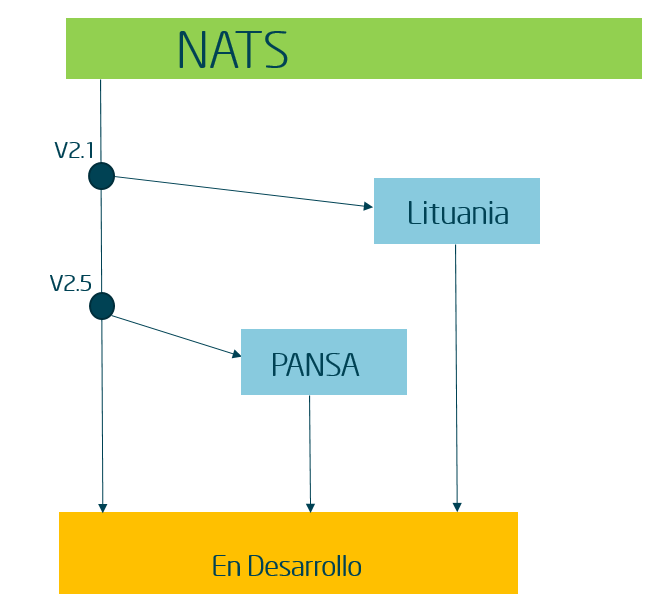 NATS
V2.1
Lituania
V2.5
PANSA
En Desarrollo